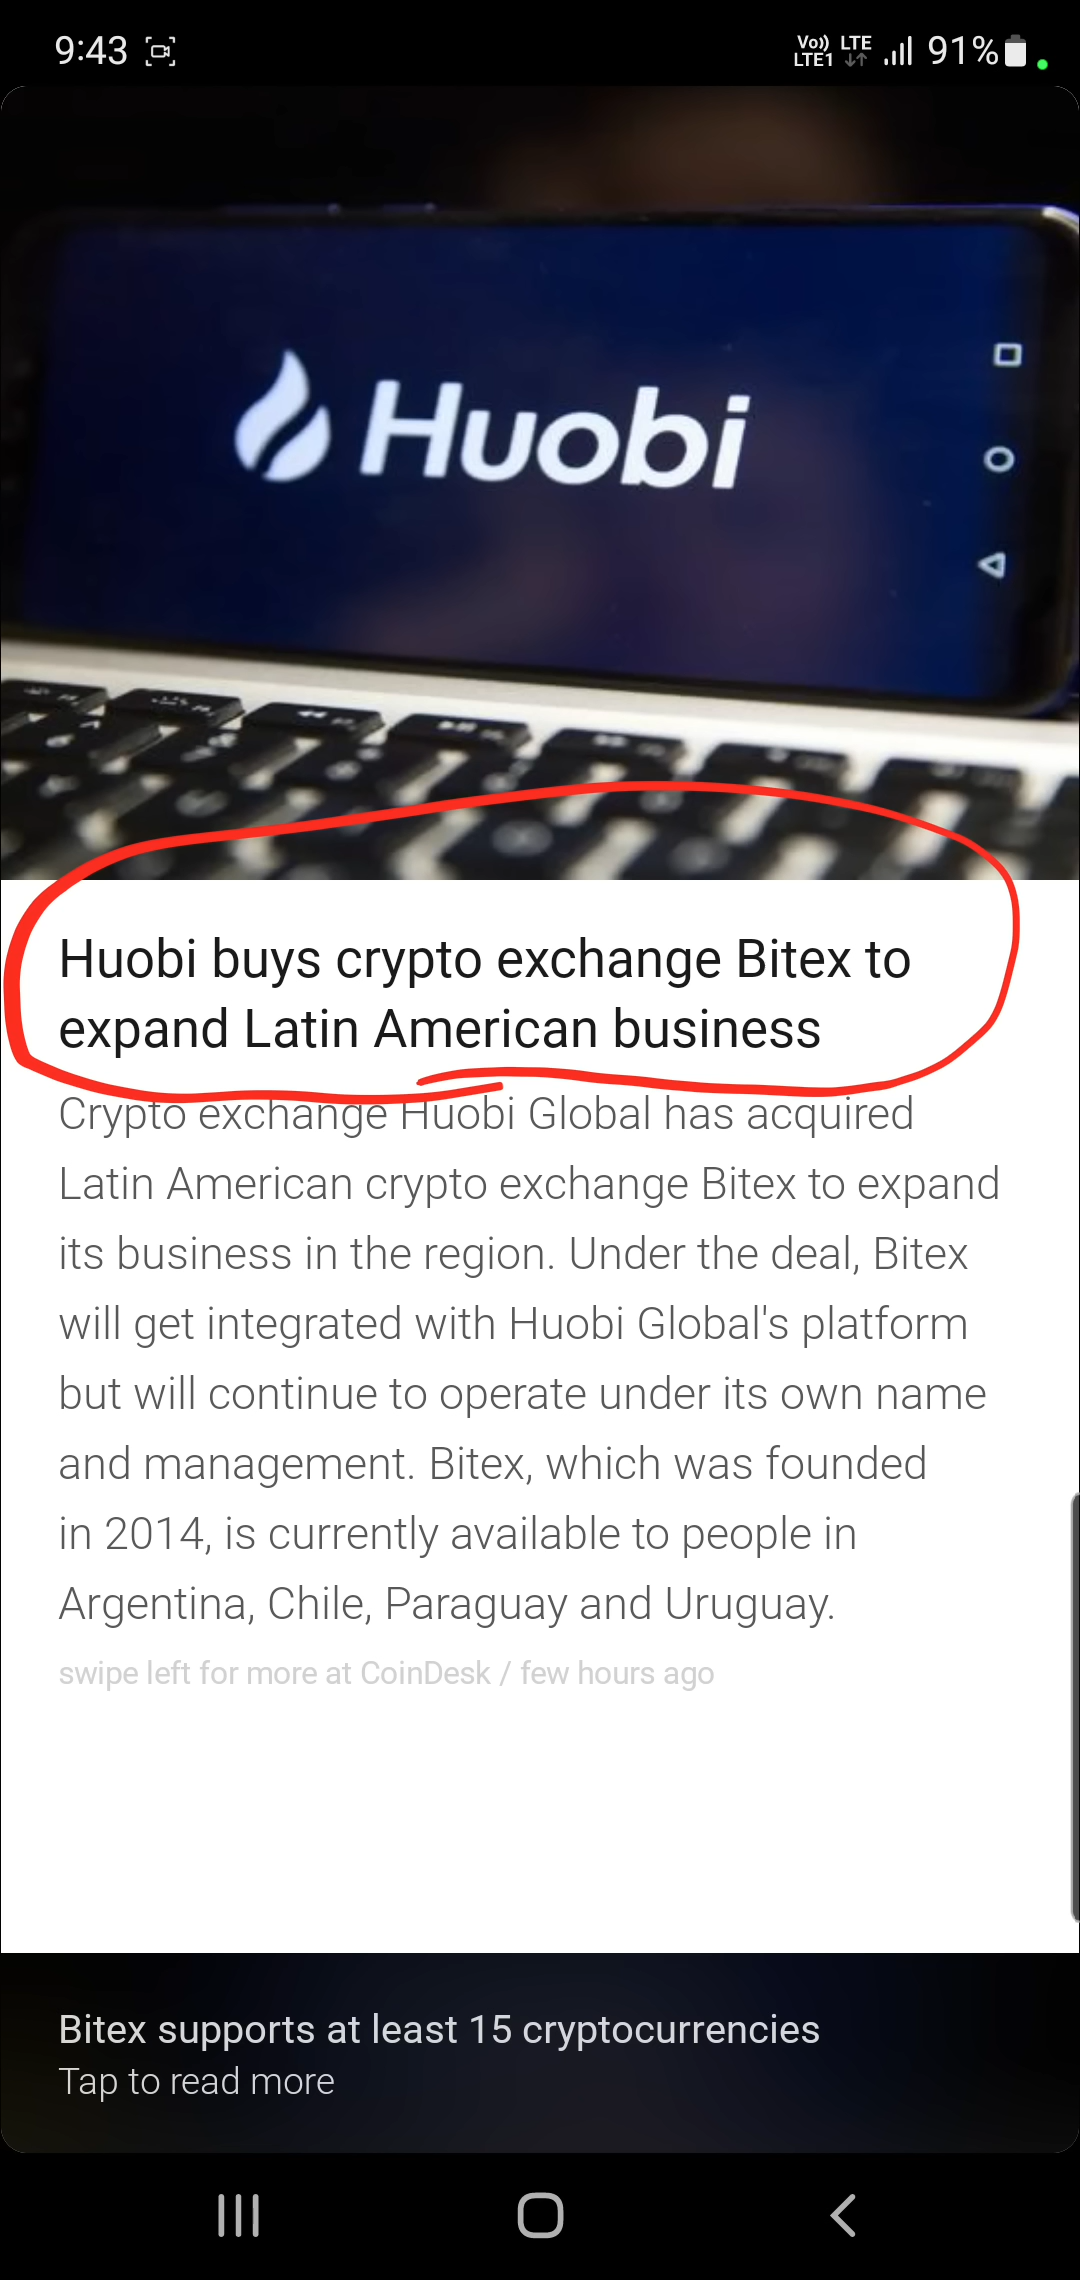 9:43
Vo)) LTE 91%
LTE1
Huobi
Huobi buys crypto exchange Bitex to
expand Latin American business
Crypto exchange Huobi Global has acquired
Latin American crypto exchange Bitex to expand
its business in the region. Under the deal, Bitex
will get integrated with Huobi Global's platform
but will continue to operate under its own name
and management. Bitex, which was founded
in 2014, is currently available to people in
Argentina, Chile, Paraguay and Uruguay.
swipe left for more at CoinDesk / few hours ago
Bitex supports at least 15 cryptocurrencies
Tap to read more